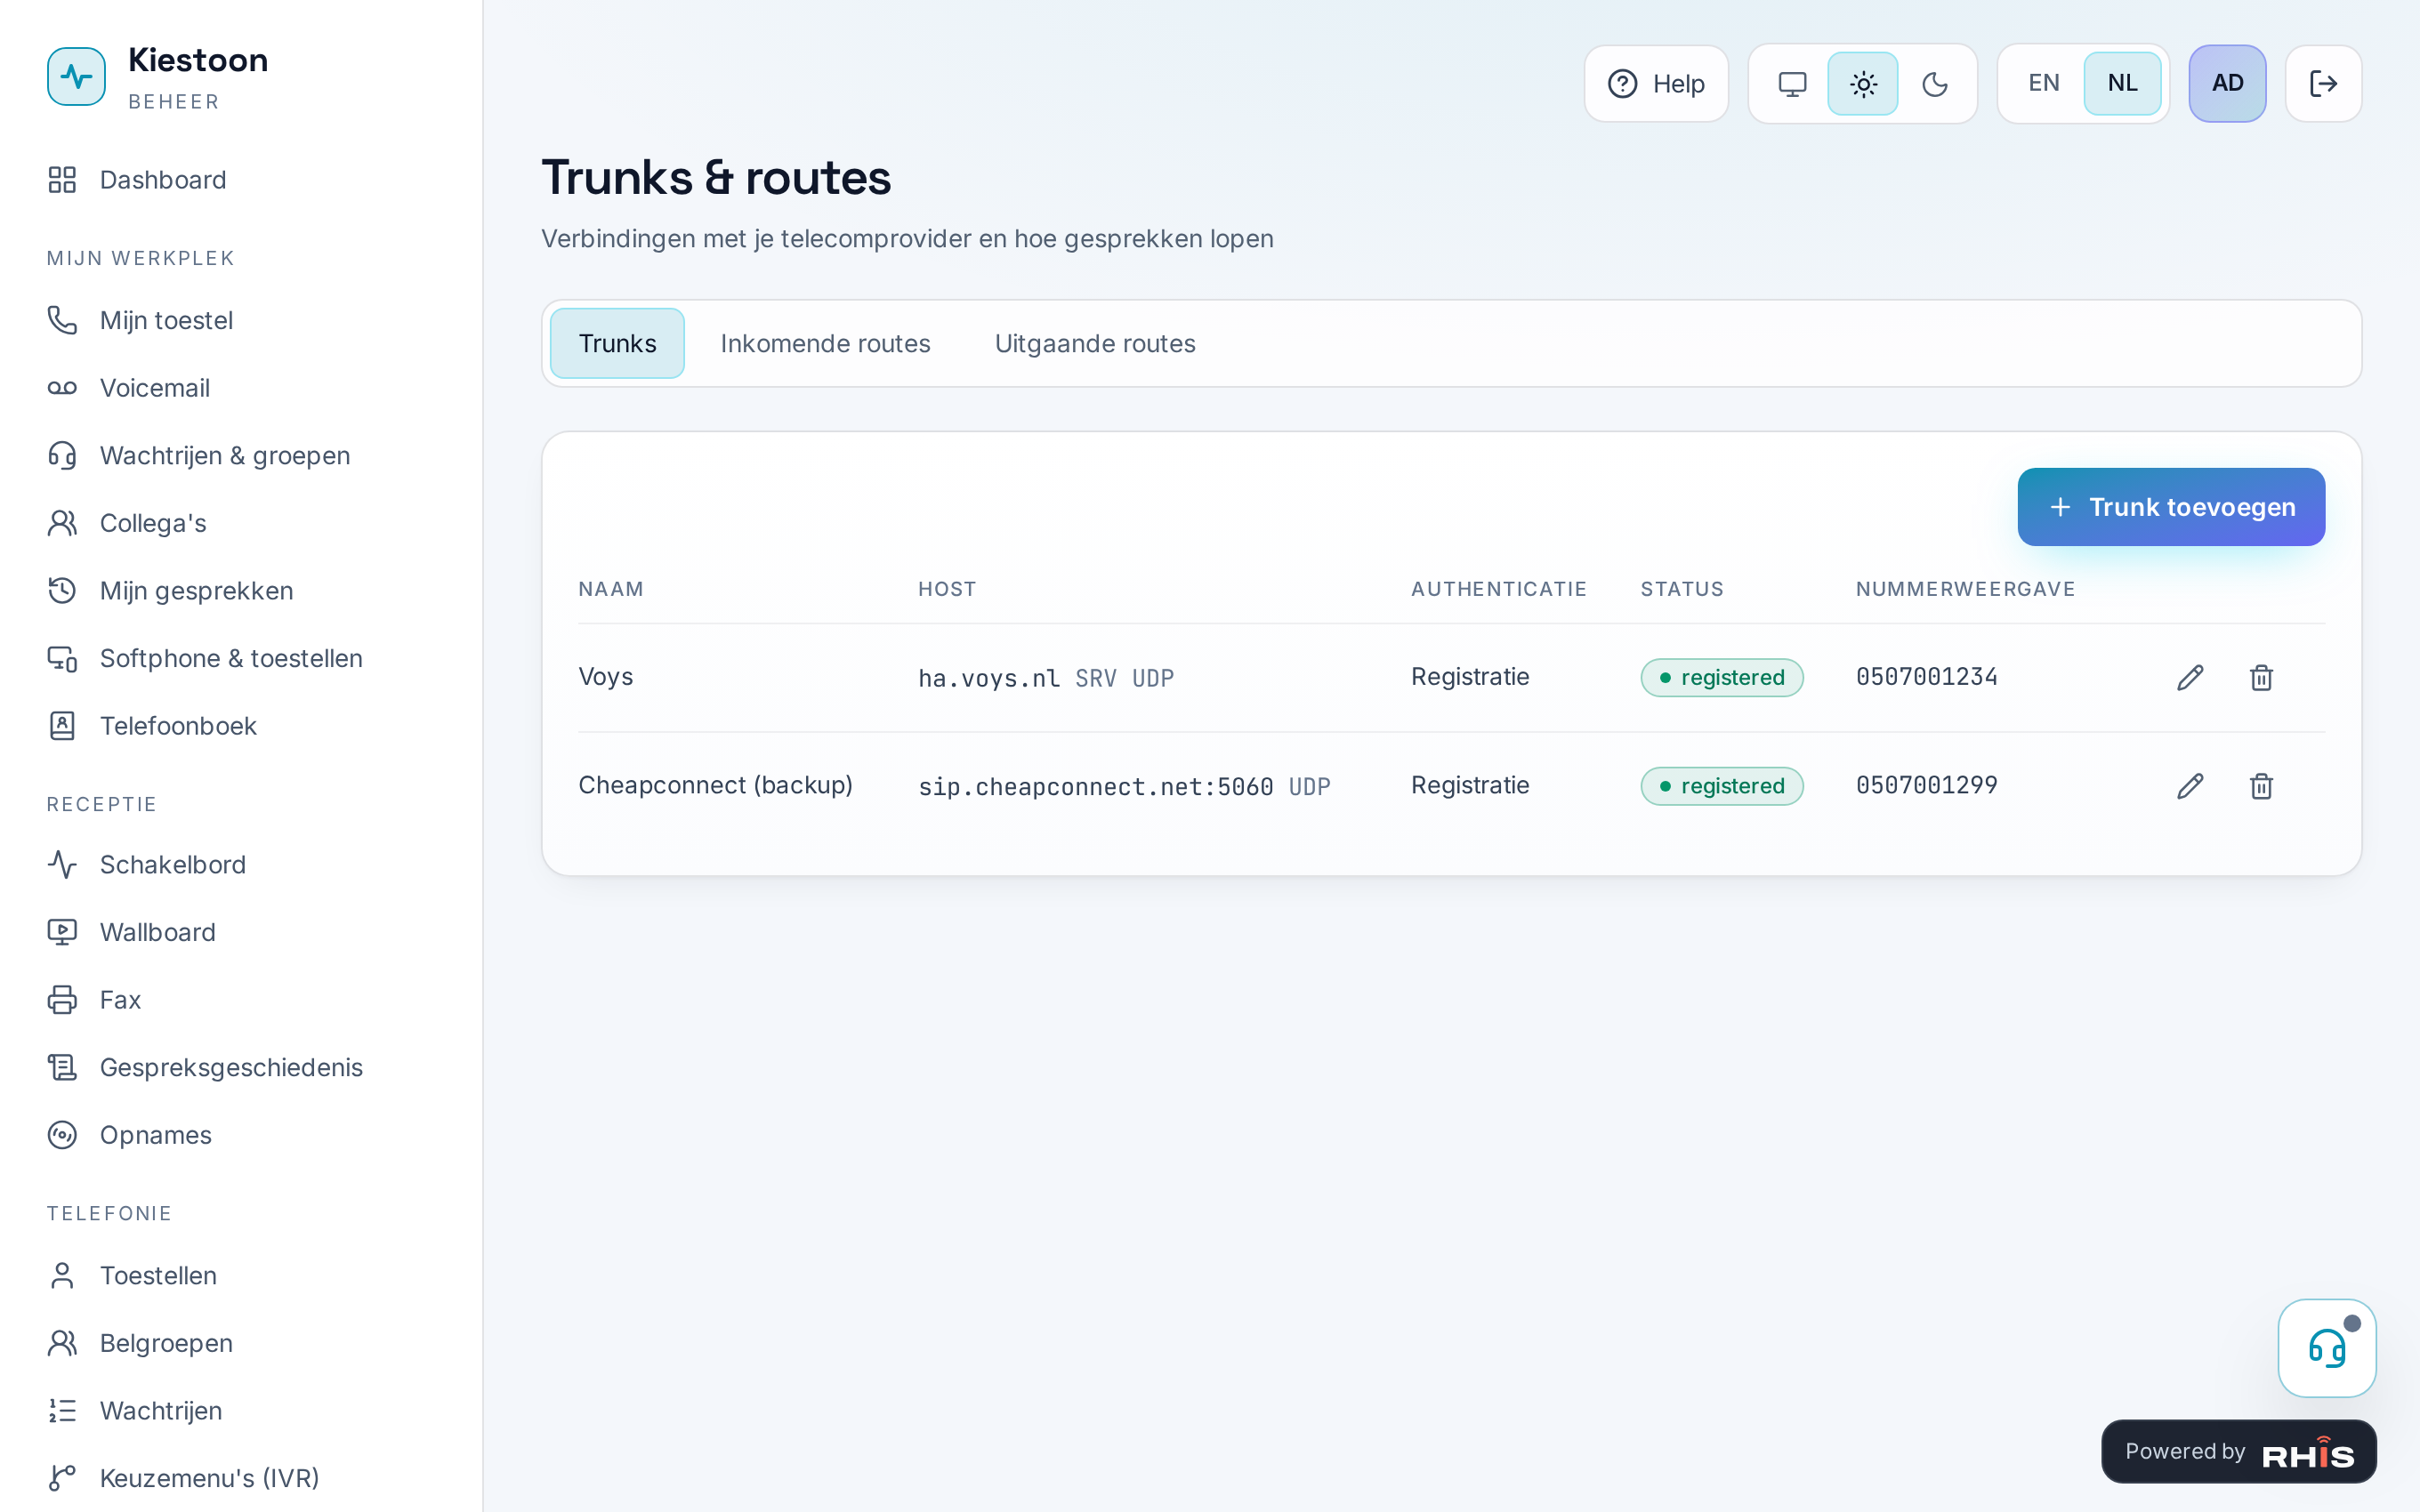 Kiestoon
BEHEER
Dashboard
MIJN WERKPLEK
Mijn toestel
Voicemail
Wachtrijen & groepen
Collega's
Mijn gesprekken
Softphone & toestellen
Telefoonboek
RECEPTIE
Schakelbord
Wallboard
Fax
Gespreksgeschiedenis
Opnames
TELEFONIE
Toestellen
Belgroepen
Wachtrijen
Keuzemenu's (IVR)
Help
EN NL
AD
Trunks & routes
Verbindingen met je telecomprovider en hoe gesprekken lopen
Trunks Inkomende routes Uitgaande routes
Trunk toevoegen
NAAM HOST AUTHENTICATIE STATUS NUMMERWEERGAVE
Voys ha.voys.nl SRV UDP Registratie registered 0507001234
Cheapconnect (backup) sip.cheapconnect.net:5060 UDP Registratie registered 0507001299
Powered by RHiS